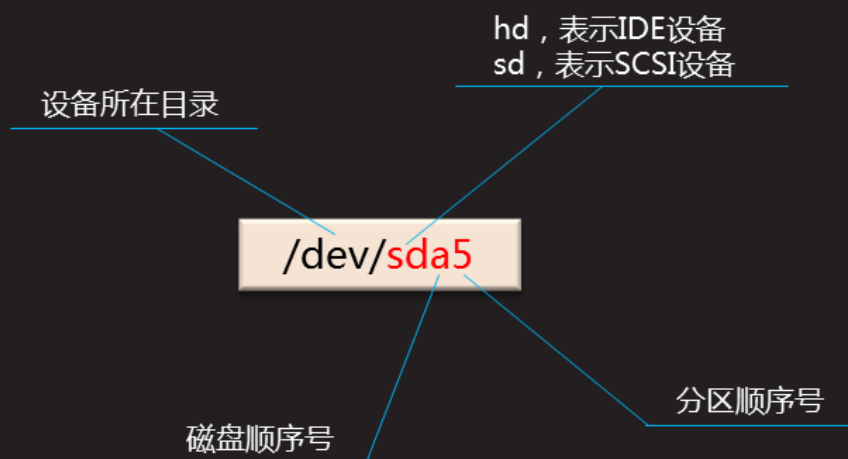 hd，表示IDE设备
sd，表示SCSI设备
设备所在目录
/dev/sda5
分区顺序号
磁盘顺序号